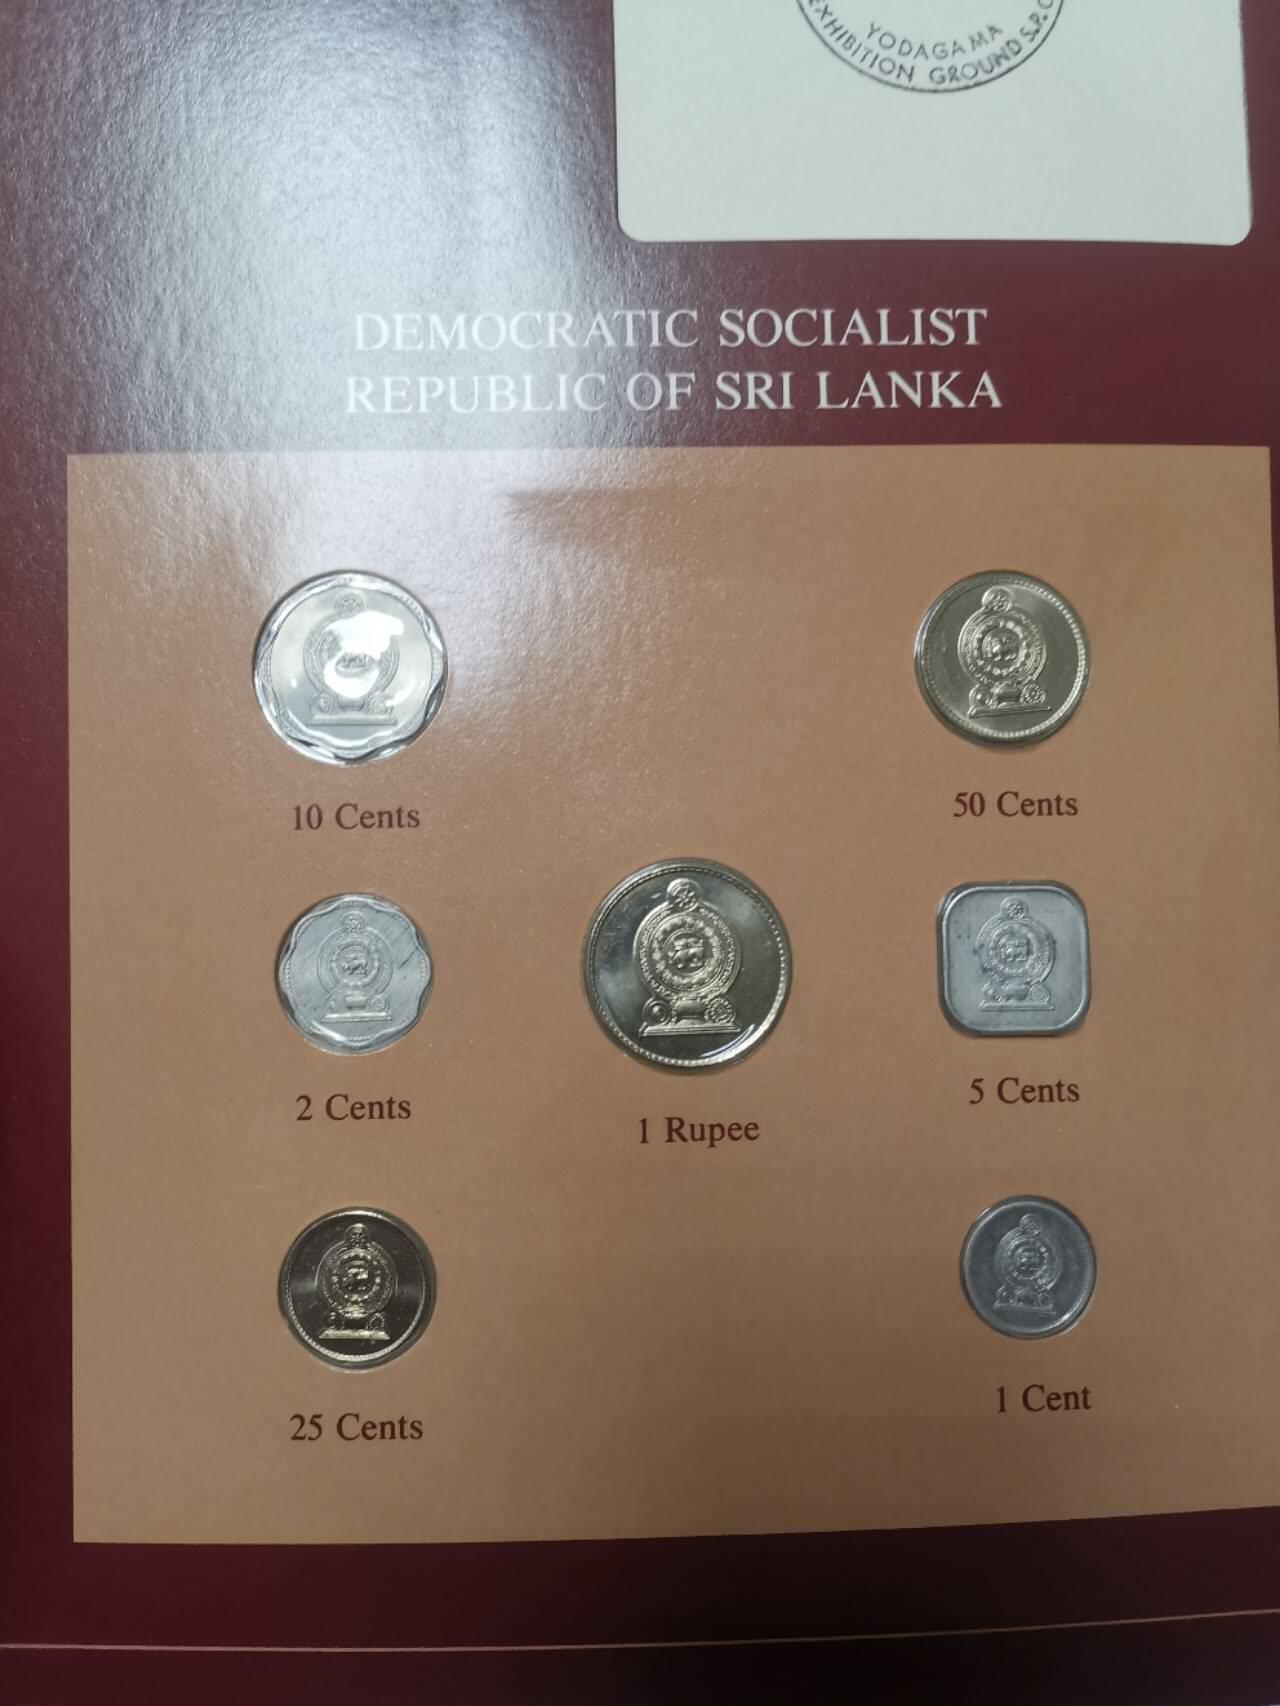 YODAGAMA
EXHIBITION GROUND S.P.O
DEMOCRATIC SOCIALIST
REPUBLIC OF SRI LANKA
10 Cents
50 Cents
2 Cents
1 Rupee
5 Cents
25 Cents
1 Cent